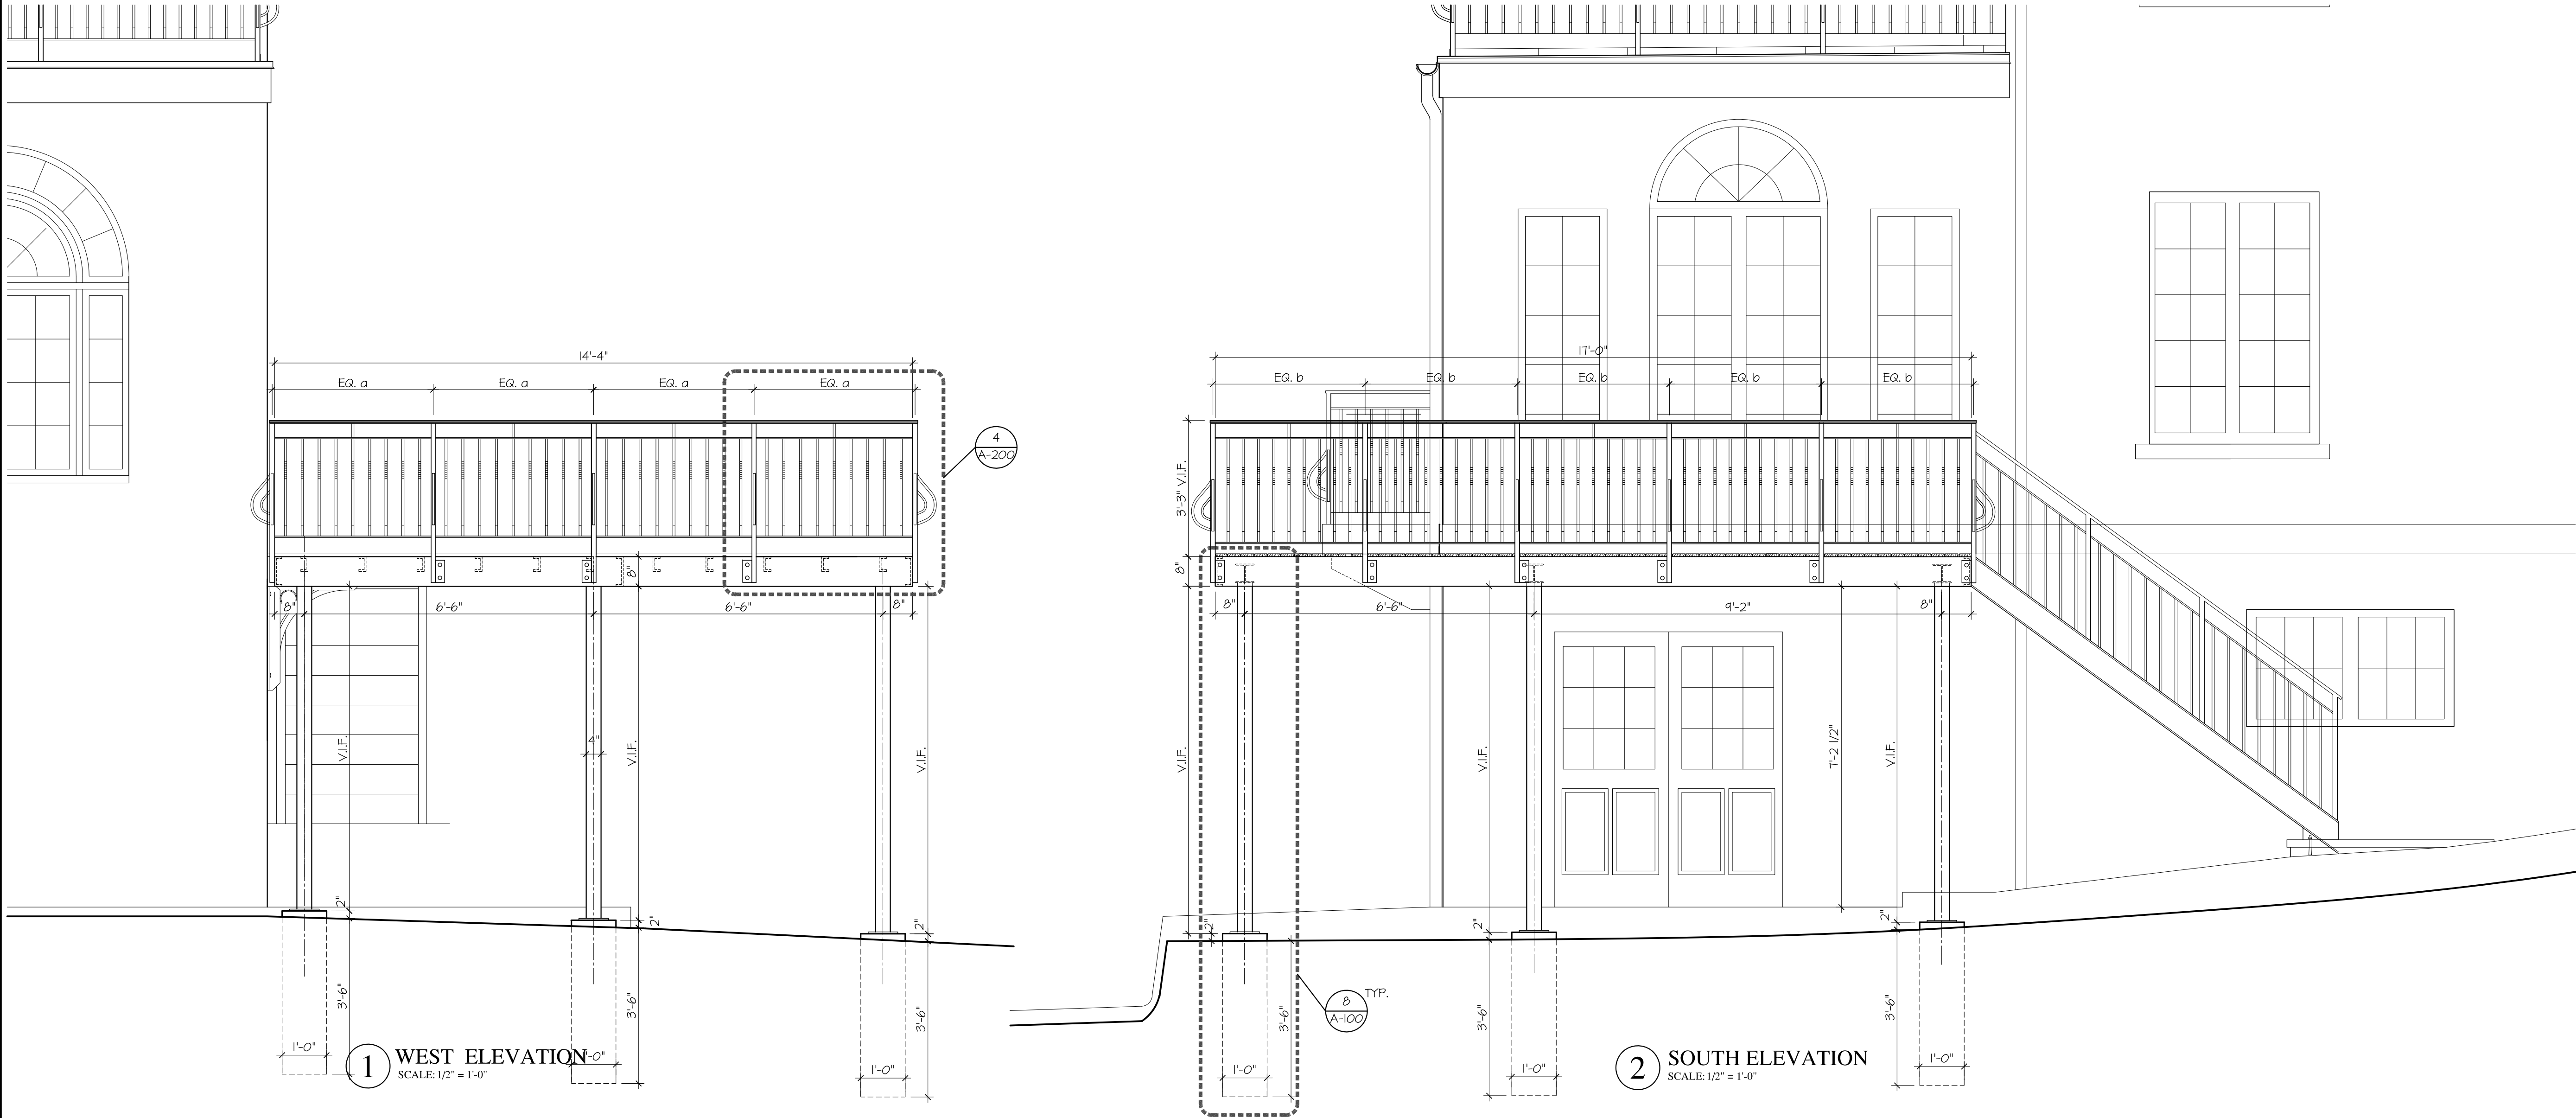 14'-4"
EQ. a EQ. a EQ. a EQ. a
4
A-200
8"
8" 6'-6" 6'-6" 8"
V.I.F. 4" V.I.F. V.I.F.
2" 2" 2"
3'-6" 3'-6" 3'-6"
1'-0" 1'-0" 1'-0"
1 WEST ELEVATION
SCALE: 1/2" = 1'-0"
17'-0"
EQ. b EQ. b EQ. b EQ. b EQ. b
3'-3" V.I.F.
8"
8" 6'-6" 9'-2" 8"
V.I.F. V.I.F. 7'-2 1/2" V.I.F.
2" 2" 2"
8 TYP.
A-100
3'-6" 3'-6" 3'-6"
1'-0" 1'-0" 1'-0"
2 SOUTH ELEVATION
SCALE: 1/2" = 1'-0"